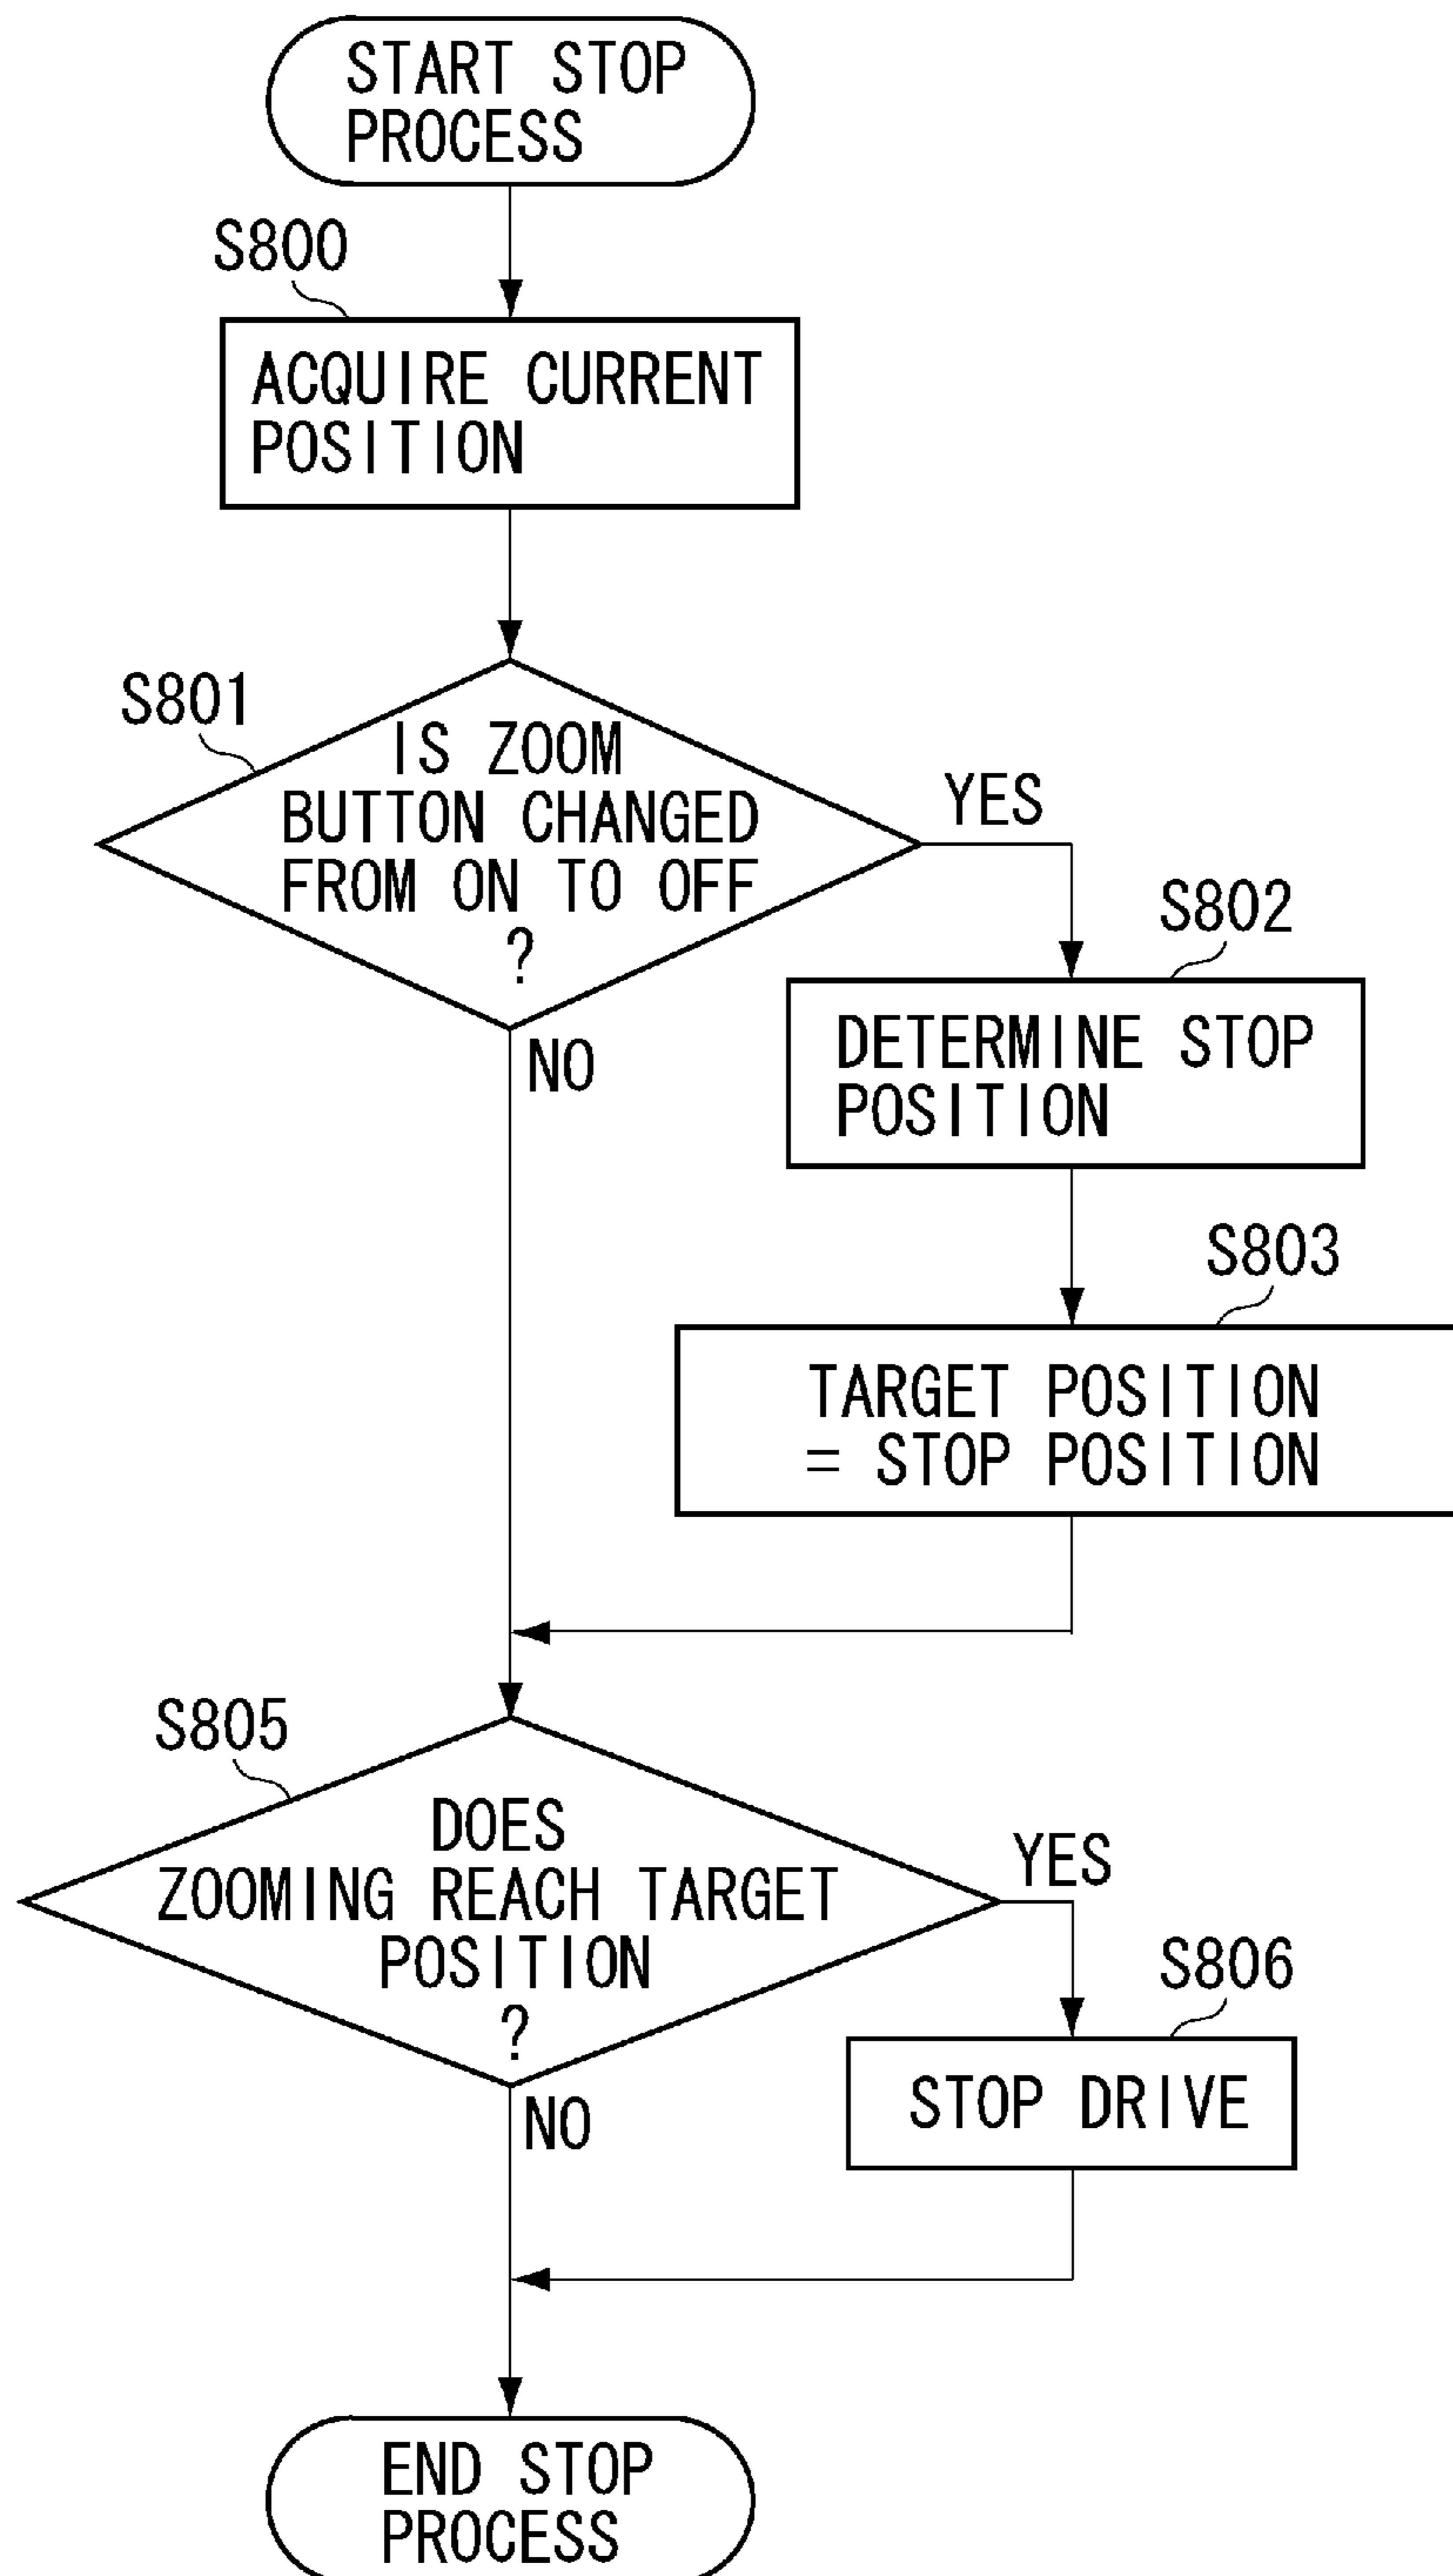 START STOP
PROCESS
S800
ACQUIRE CURRENT
POSITION
S801
IS ZOOM
BUTTON CHANGED
FROM ON TO OFF
?
YES
NO
S802
DETERMINE STOP
POSITION
S803
TARGET POSITION
= STOP POSITION
S805
DOES
ZOOMING REACH TARGET
POSITION
?
YES
NO
S806
STOP DRIVE
END STOP
PROCESS